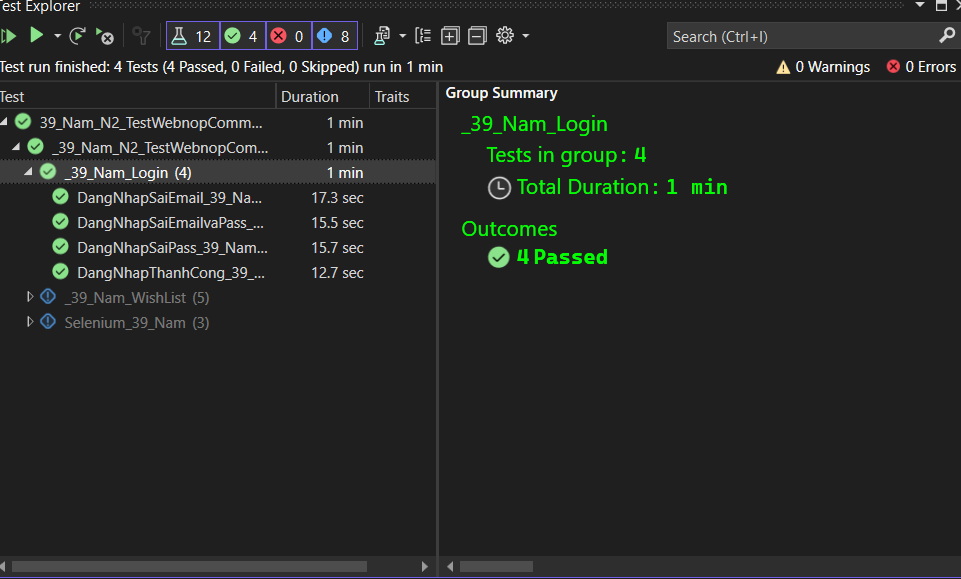 Test Explorer
12 4 0 8
Search (Ctrl+I)
Test run finished: 4 Tests (4 Passed, 0 Failed, 0 Skipped) run in 1 min
0 Warnings 0 Errors
Test Duration Traits
39_Nam_N2_TestWebnopComm... 1 min
_39_Nam_N2_TestWebnopCom... 1 min
_39_Nam_Login (4) 1 min
DangNhapSaiEmail_39_Na... 17.3 sec
DangNhapSaiEmailvaPass_... 15.5 sec
DangNhapSaiPass_39_Nam... 15.7 sec
DangNhapThanhCong_39_... 12.7 sec
_39_Nam_WishList (5)
Selenium_39_Nam (3)
Group Summary
_39_Nam_Login
Tests in group: 4
Total Duration: 1 min
Outcomes
4 Passed